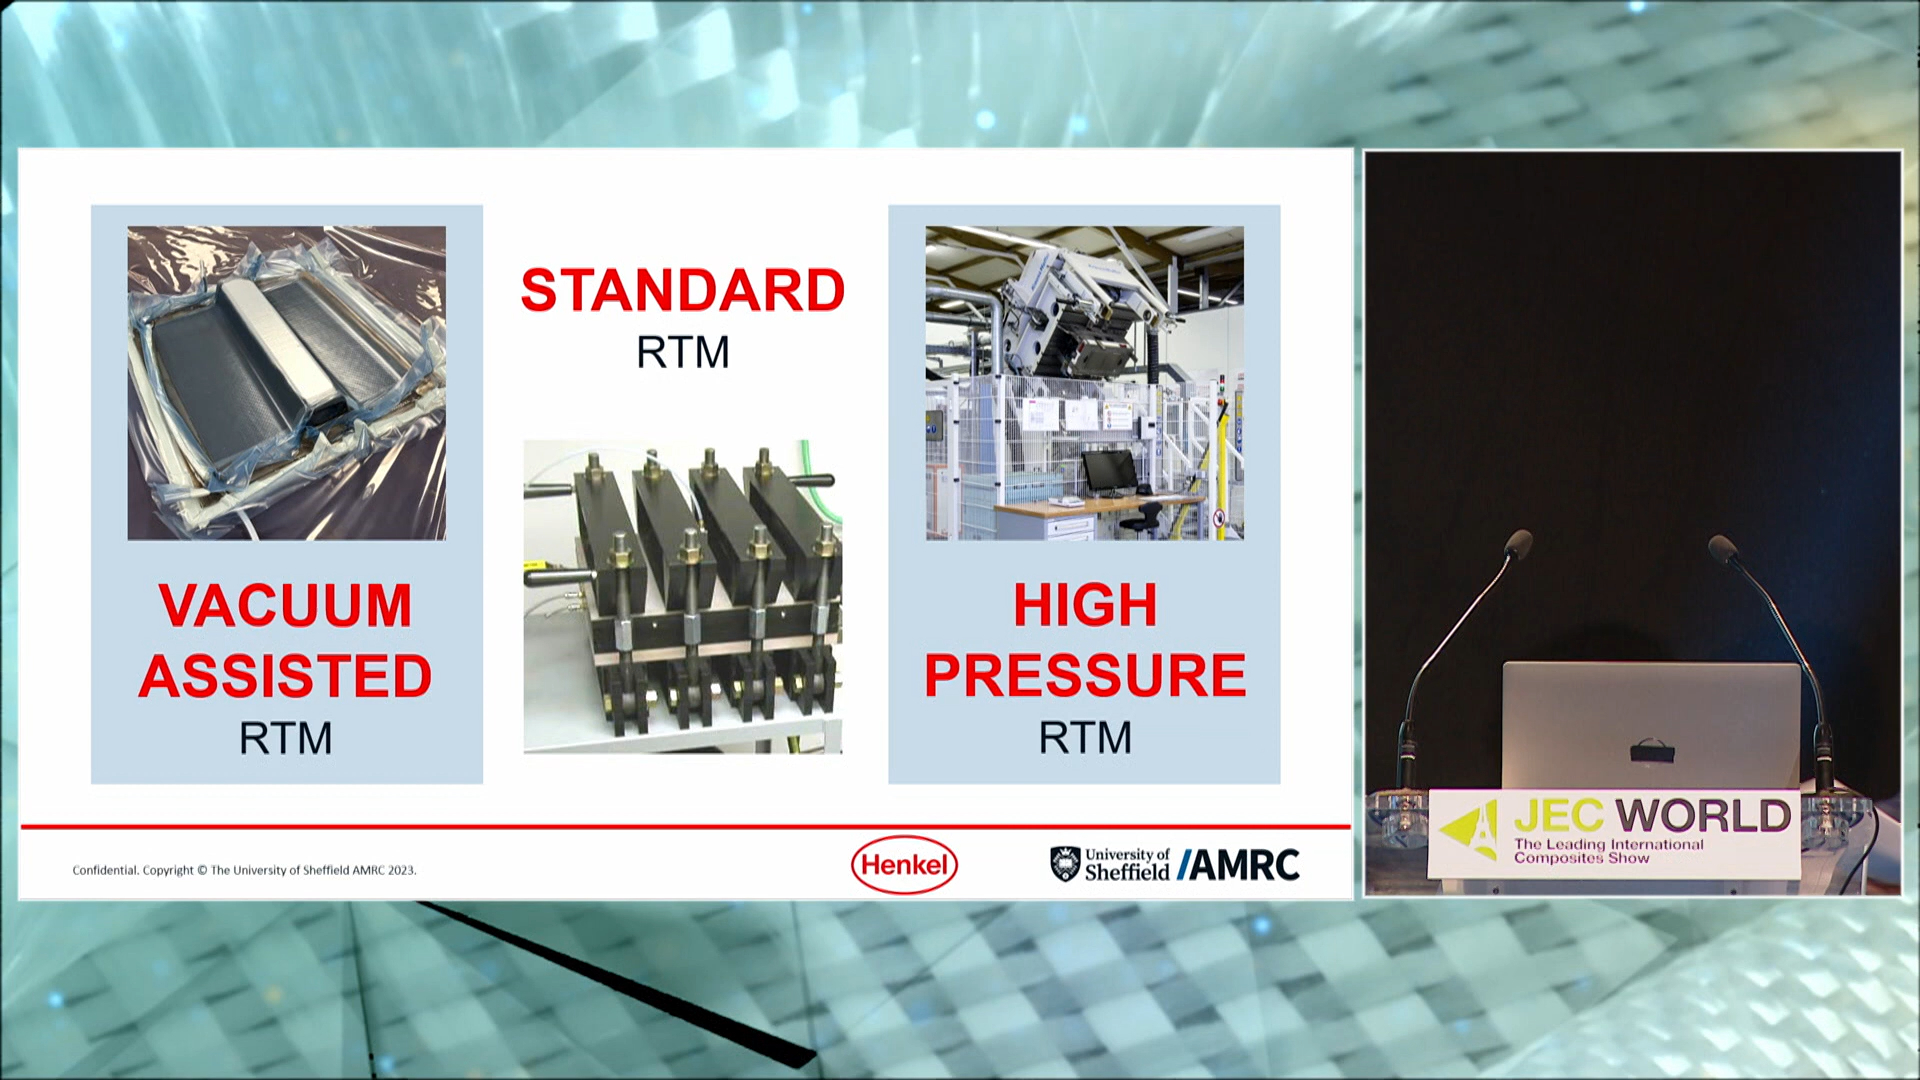 VACUUM
ASSISTED
RTM
STANDARD
RTM
HIGH
PRESSURE
RTM
Confidential. Copyright © The University of Sheffield AMRC 2023.
Henkel
University of
Sheffield
/AMRC
JEC WORLD
The Leading International
Composites Show